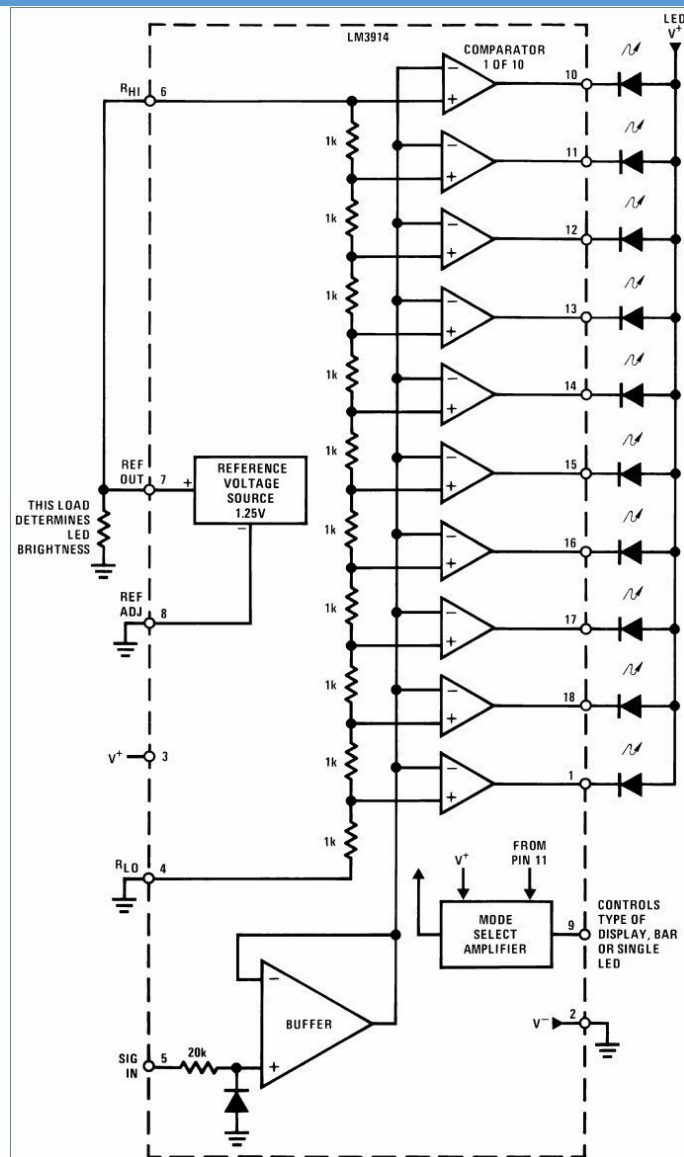 LED
V+
LM3914
COMPARATOR
1 OF 10
RHI
6
10
−
+
1k
11
−
+
1k
12
−
+
1k
13
−
+
1k
14
−
+
1k
15
−
+
REF
OUT
7
+
REFERENCE
VOLTAGE
SOURCE
1.25V
−
THIS LOAD
DETERMINES
LED
BRIGHTNESS
1k
16
−
+
REF
ADJ
8
1k
17
−
+
1k
18
−
+
V+
3
1k
1
−
+
1k
RLO
4
V+
FROM
PIN 11
MODE
SELECT
AMPLIFIER
9
CONTROLS
TYPE OF
DISPLAY, BAR
OR SINGLE
LED
−
BUFFER
+
V−
2
SIG
IN
5
20k